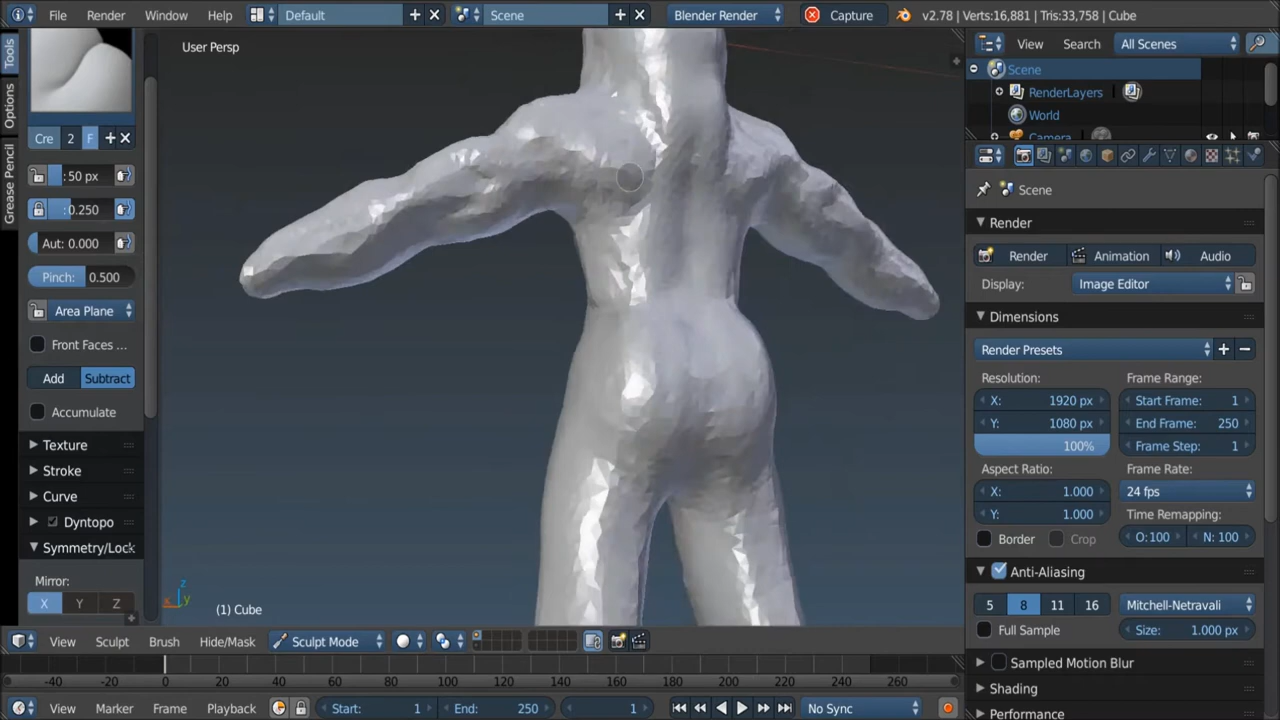 File Render Window Help Default Scene Blender Render Capture v2.78 | Verts:16,881 | Tris:33,758 | Cube
Tools
Options
Grease Pencil
Cre 2 F
: 50 px
: 0.250
Aut: 0.000
Pinch: 0.500
Area Plane
Front Faces ...
Add Subtract
Accumulate
Texture
Stroke
Curve
Dyntopo
Symmetry/Lock
Mirror:
X Y Z
User Persp
z
x y
(1) Cube
View Search All Scenes
Scene
RenderLayers
World
Camera
Scene
Render
Render Animation Audio
Display: Image Editor
Dimensions
Render Presets
Resolution: Frame Range:
X: 1920 px Start Frame: 1
Y: 1080 px End Frame: 250
100% Frame Step: 1
Aspect Ratio: Frame Rate:
X: 1.000 24 fps
Y: 1.000 Time Remapping:
Border Crop O:100 N: 100
Anti-Aliasing
5 8 11 16 Mitchell-Netravali
Full Sample Size: 1.000 px
Sampled Motion Blur
Shading
Performance
View Sculpt Brush Hide/Mask Sculpt Mode
-40 -20 0 20 40 60 80 100 120 140 160 180 200 220 240 260
View Marker Frame Playback Start: 1 End: 250 1 No Sync